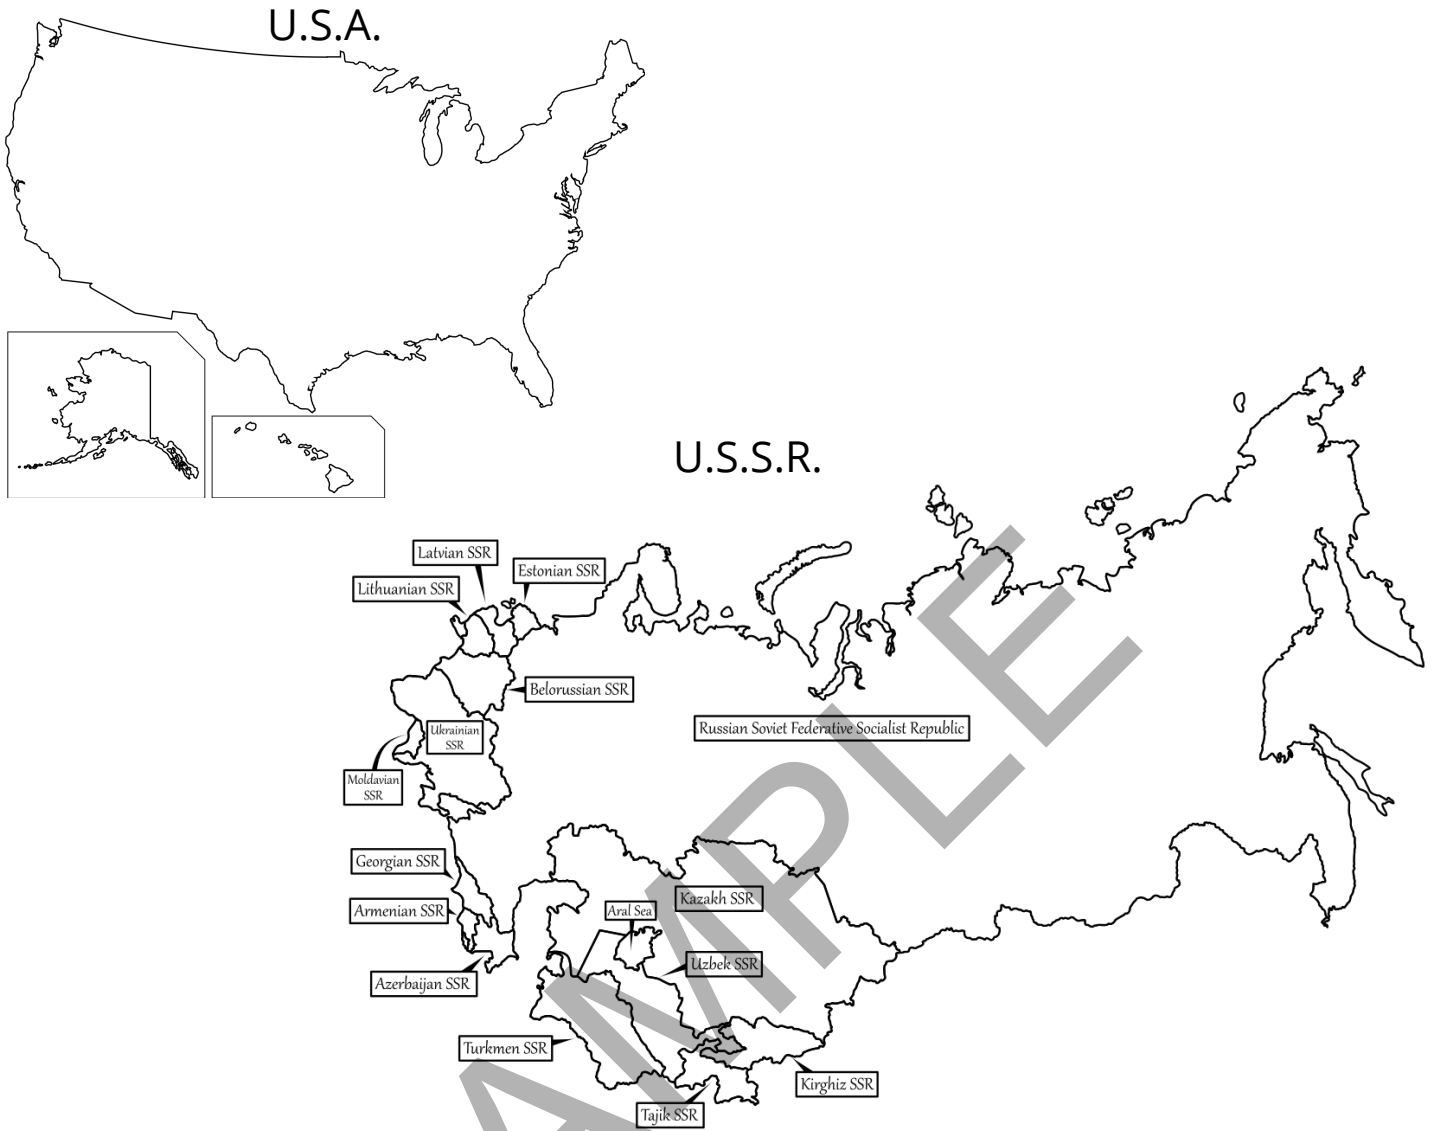 U.S.A.
U.S.S.R.
Latvian SSR
Estonian SSR
Lithuanian SSR
Belorussian SSR
Russian Soviet Federative Socialist Republic
Ukrainian
SSR
Moldavian
SSR
Georgian SSR
Kazakh SSR
Armenian SSR
Aral Sea
Uzbek SSR
Azerbaijan SSR
Turkmen SSR
Kirghiz SSR
Tajik SSR
AMPLE